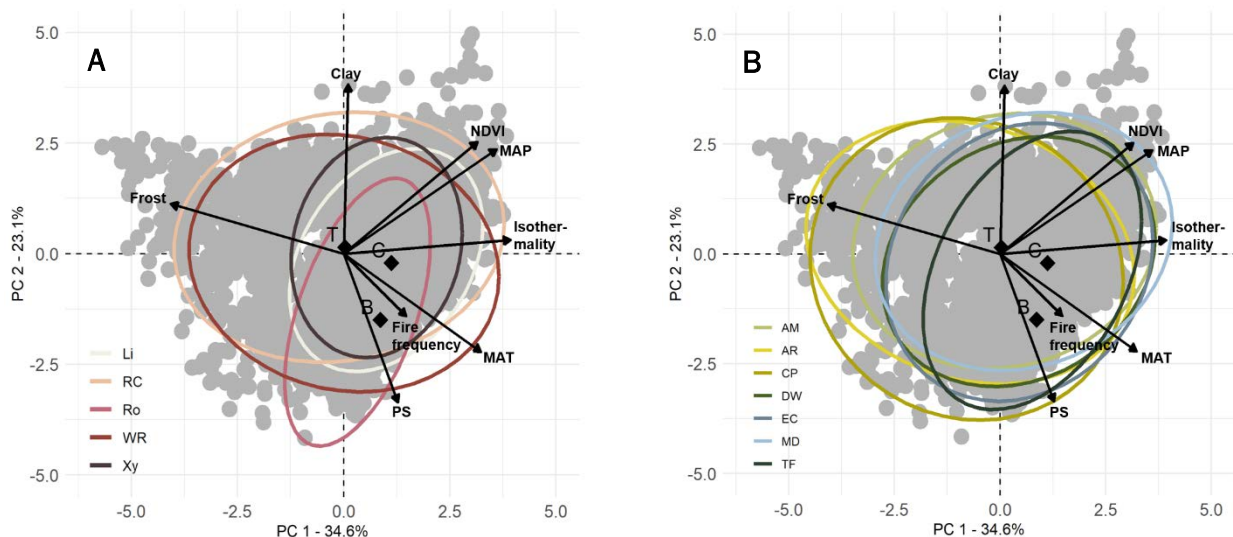 A
5.0
2.5
0.0
-2.5
-5.0
PC 2 - 23.1%
Clay
NDVI
MAP
Frost
Isother-
mality
T
C
B
Fire
frequency
MAT
PS
Li
RC
Ro
WR
Xy
-5.0 -2.5 0.0 2.5 5.0
PC 1 - 34.6%
B
5.0
2.5
0.0
-2.5
-5.0
PC 2 - 23.1%
Clay
NDVI
MAP
Frost
Isother-
mality
T
C
B
Fire
frequency
MAT
PS
AM
AR
CP
DW
EC
MD
TF
-5.0 -2.5 0.0 2.5 5.0
PC 1 - 34.6%